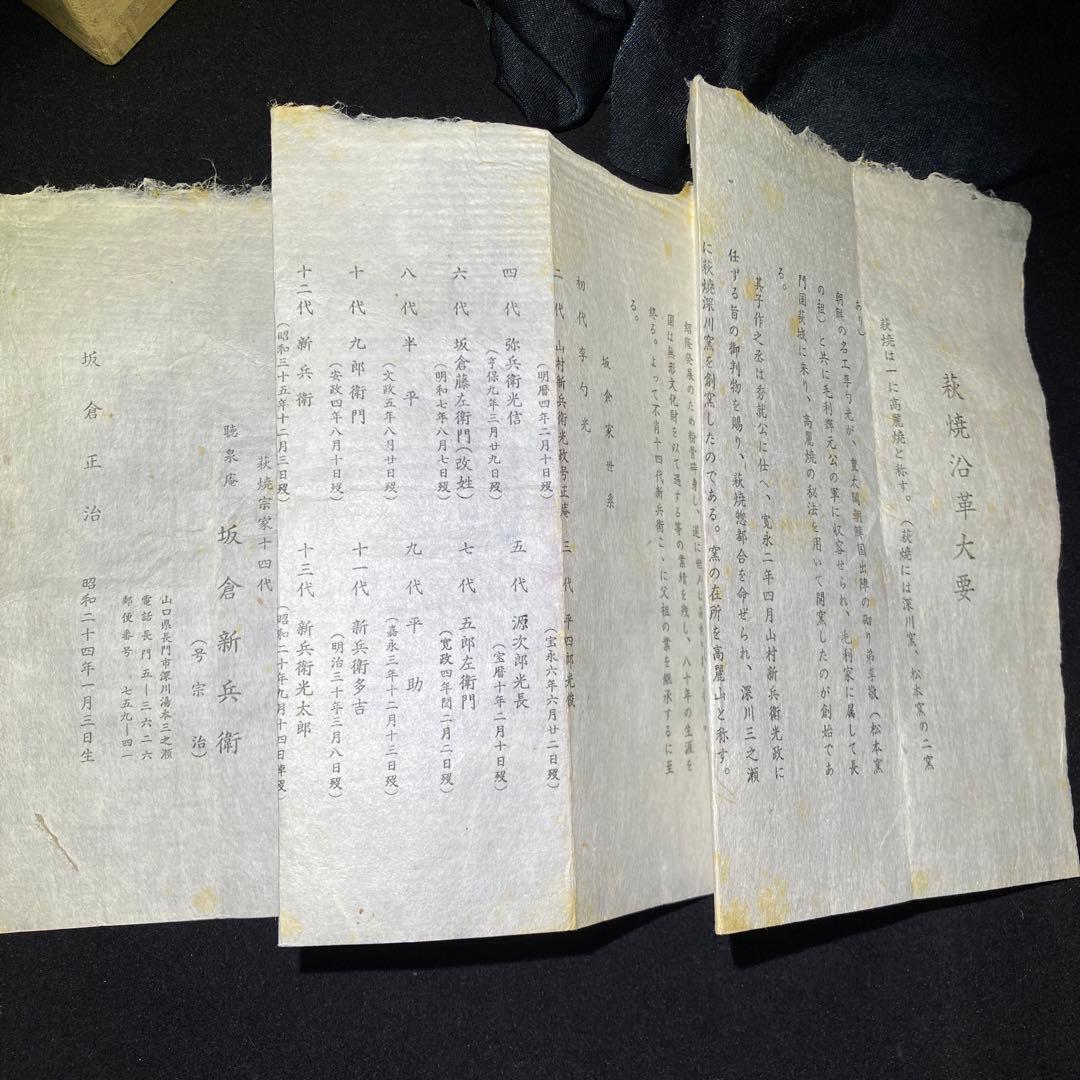 萩焼沿革大要
萩焼は一に高麗焼と称す。(萩焼には深川窯、松本窯の二窯
あり)
朝鮮の名工李勺光が、豊太閤朝鮮国出陣の砌り弟李敬(松本窯
の祖)と共に毛利輝元公の軍に収容せられ、毛利家に属して長
門国萩城に来り、高麗焼の秘法を用いて開窯したのが創始であ
る。
其子作之丞は秀就公に仕へ、寛永二年四月山村新兵衛光政に
任ずる旨の御判物を賜り、萩焼惣都合を命ぜられ、深川三之瀬
に萩焼深川窯を創窯したのである。窯の在所を高麗山と称す。
紹隆発展のため粉骨砕身し、遂に世人は
国は無形文化財を以て遇する等の業績を残し、八十年の生涯を
終る。よって不肖十四代新兵衛こゝに父祖の業を継承するに至
る。
坂倉家世系
初代 李勺光
二代 山村新兵衛光政号正庵 三代 平四郎光俊
(明暦四年二月十日歿) (宝永六年六月廿二日歿)
四代 弥兵衛光信 五代 源次郎光長
(享保九年三月廿九日歿) (宝暦十年二月十日歿)
六代 坂倉藤左衛門(改姓) 七代 五郎左衛門
(明和七年八月七日歿) (寛政四年閏二月二日歿)
八代 半平 九代 平助
(文政五年八月廿日歿) (嘉永三年十二月十三日歿)
十代 九郎衛門 十一代 新兵衛多吉
(安政四年八月十日歿) (明治三十年三月八日歿)
十二代 新兵衛 十三代 新兵衛光太郎
(昭和三十五年十二月三日歿) (昭和二十年九月十四日歿)
萩焼宗家十四代
聴泉庵 坂倉新兵衛
(号宗治)
山口県長門市深川湯本三之瀬
電話長門五―三六二六
郵便番号 七五九―四一
坂倉正治 昭和二十四年一月三日生